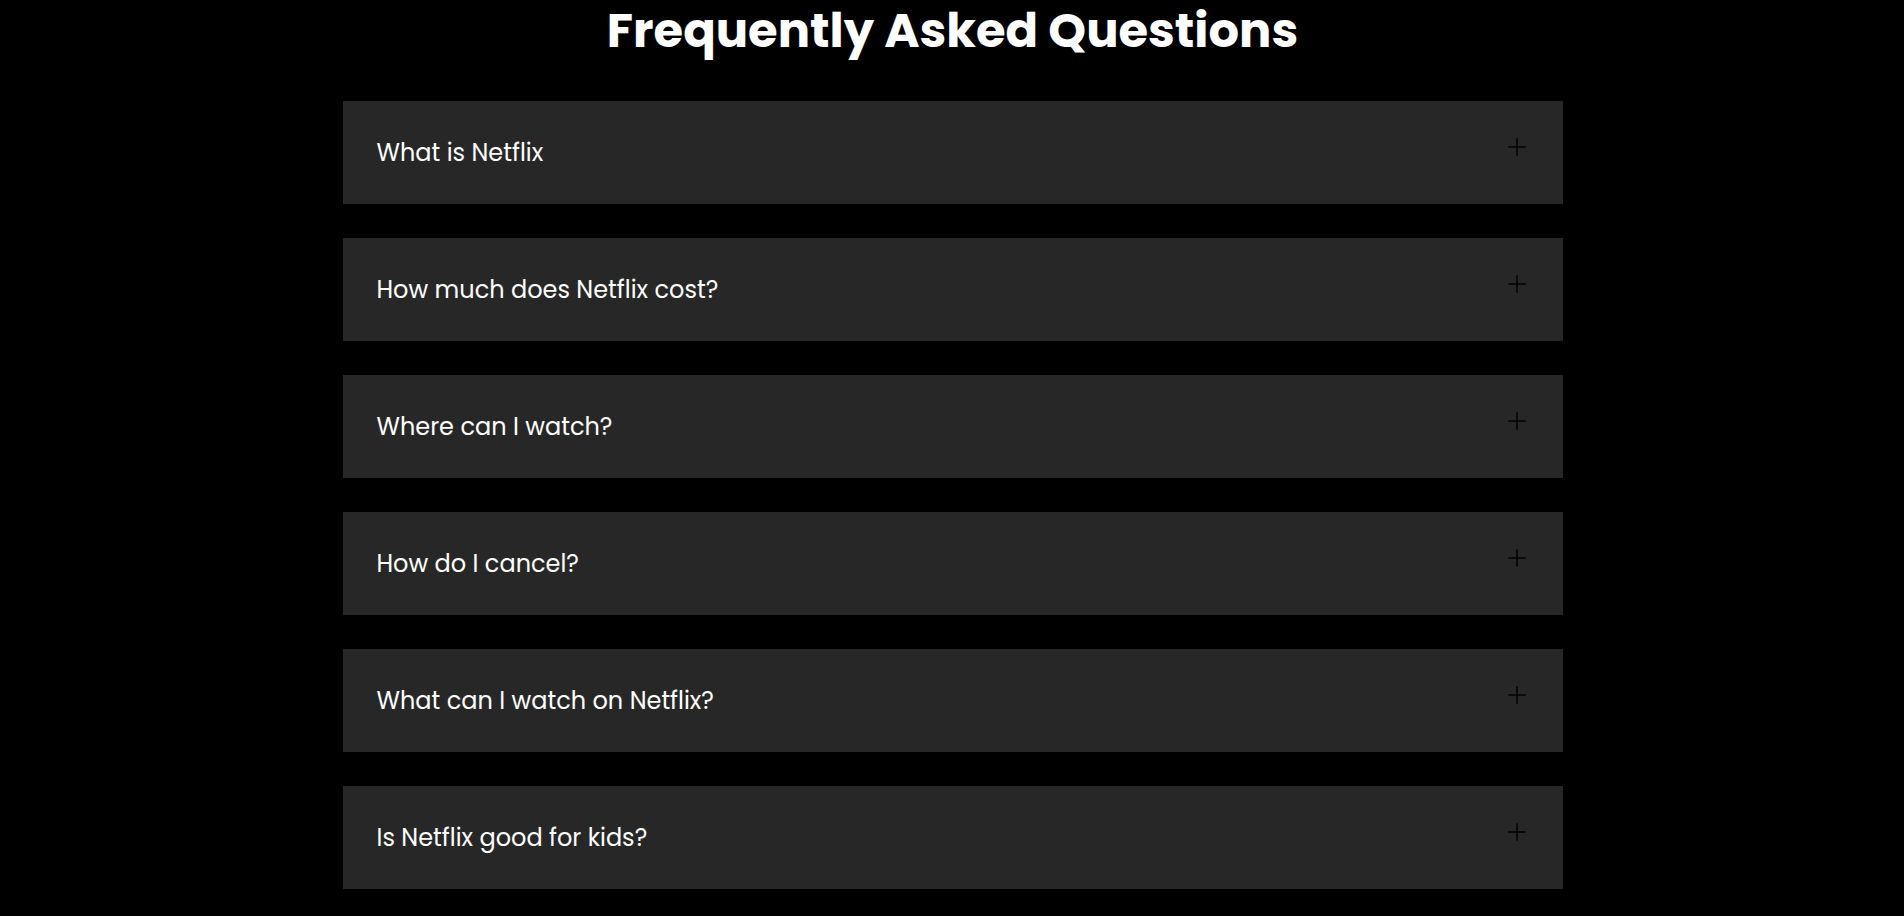 Frequently Asked Questions
What is Netflix
How much does Netflix cost?
Where can I watch?
How do I cancel?
What can I watch on Netflix?
Is Netflix good for kids?